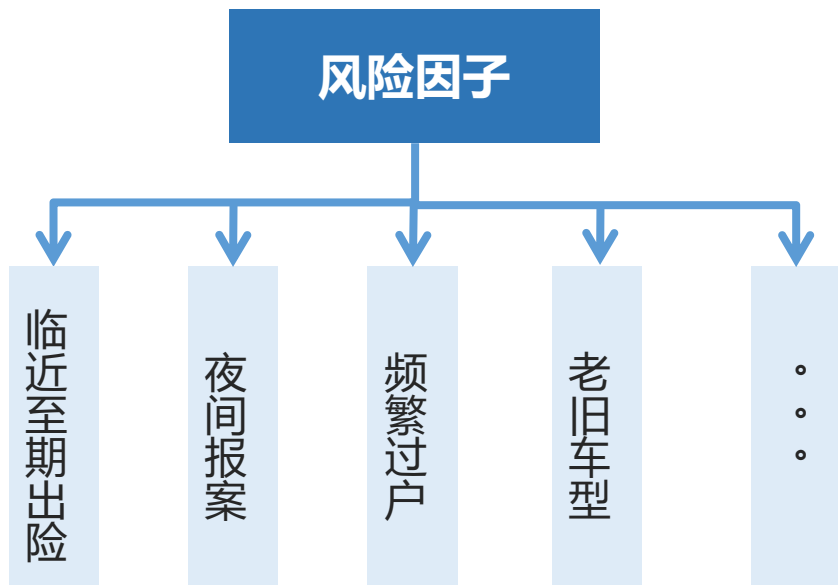 风险因子
临近至期出险
夜间报案
频繁过户
老旧车型
。。。